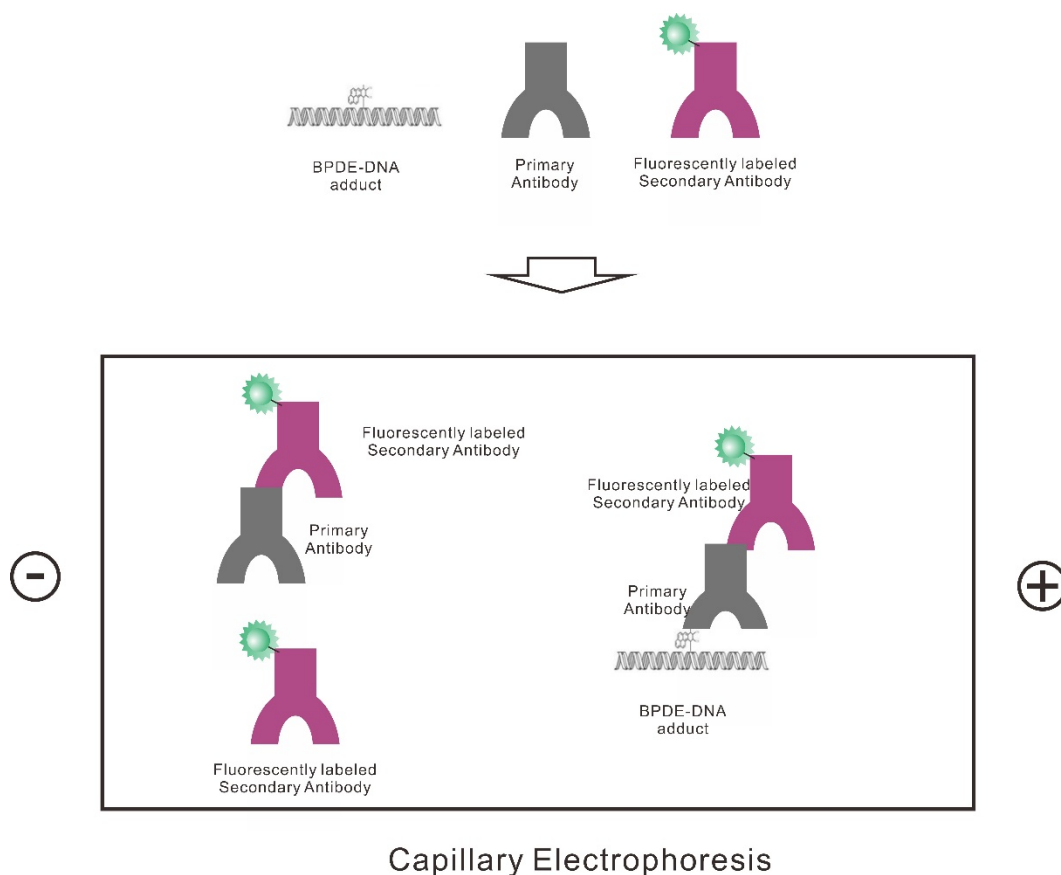 BPDE-DNA
adduct
Primary
Antibody
Fluorescently labeled
Secondary Antibody
Fluorescently labeled
Secondary Antibody
Primary
Antibody
Fluorescently labeled
Secondary Antibody
Fluorescently labeled
Secondary Antibody
Primary
Antibody
BPDE-DNA
adduct
-
+
Capillary Electrophoresis